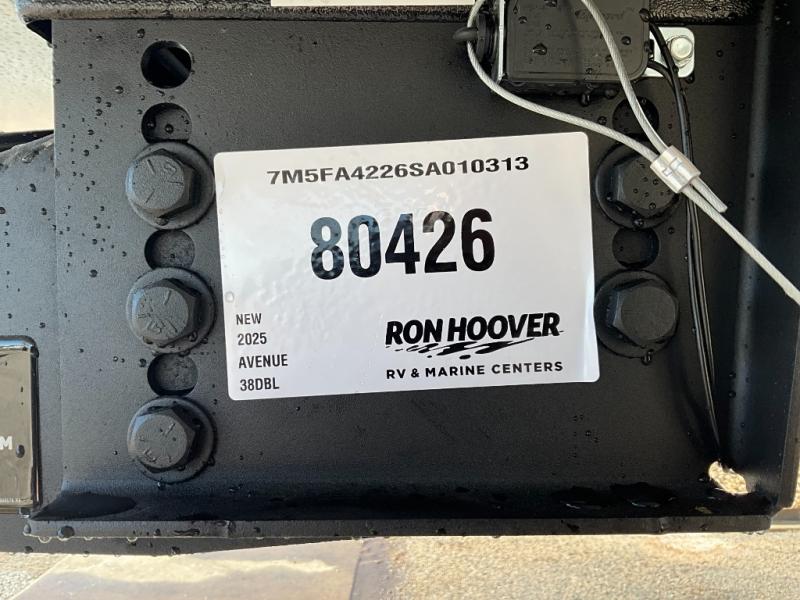 7M5FA4226SA010313
80426
NEW
2025
AVENUE
38DBL
RON HOOVER
RV & MARINE CENTERS
M